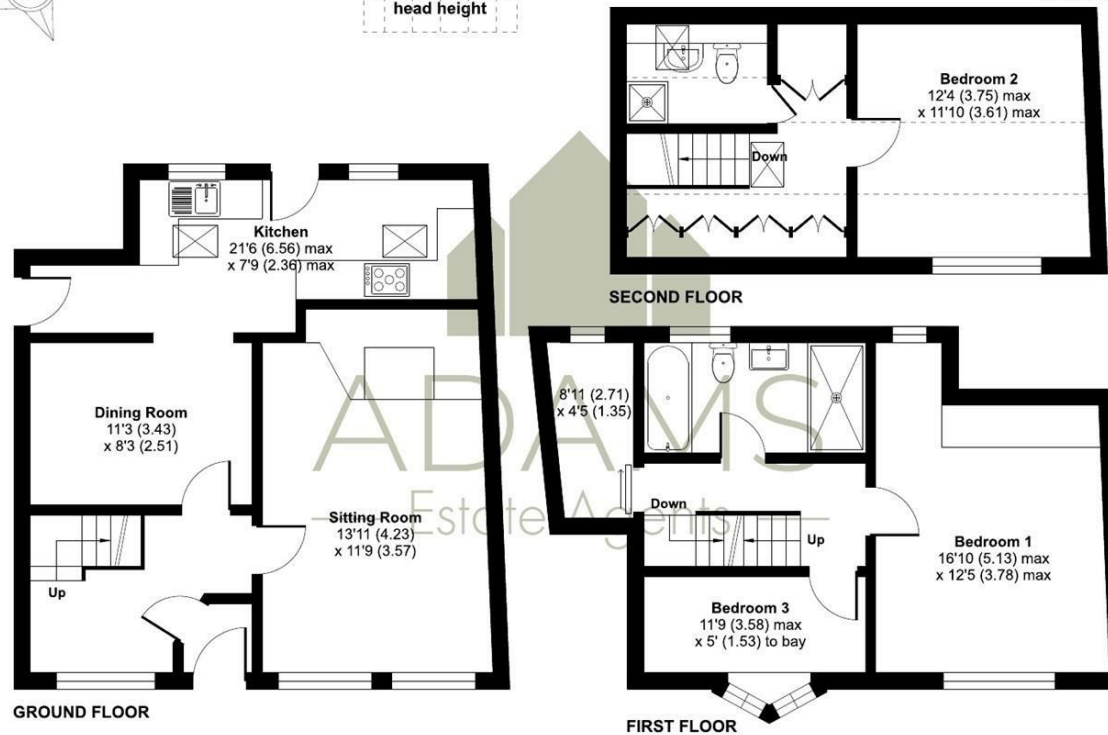 head height
Bedroom 2
12'4 (3.75) max
x 11'10 (3.61) max
Down
SECOND FLOOR
Kitchen
21'6 (6.56) max
x 7'9 (2.36) max
Dining Room
11'3 (3.43)
x 8'3 (2.51)
Sitting Room
13'11 (4.23)
x 11'9 (3.57)
Up
GROUND FLOOR
8'11 (2.71)
x 4'5 (1.35)
Down
Up
Bedroom 1
16'10 (5.13) max
x 12'5 (3.78) max
Bedroom 3
11'9 (3.58) max
x 5' (1.53) to bay
FIRST FLOOR
ADAMS
Estate Agents